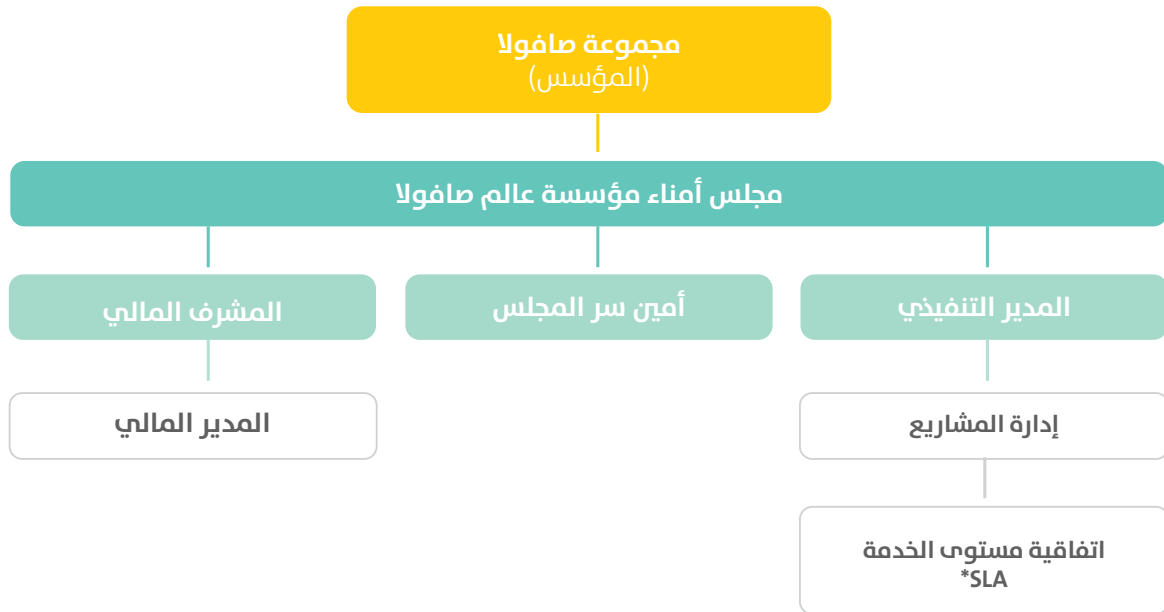 مجموعة صافولا
(المؤسس)
مجلس أمناء مؤسسة عالم صافولا
المدير التنفيذي
أمين سر المجلس
المشرف المالي
إدارة المشاريع
المدير المالي
اتفاقية مستوى الخدمة
SLA*